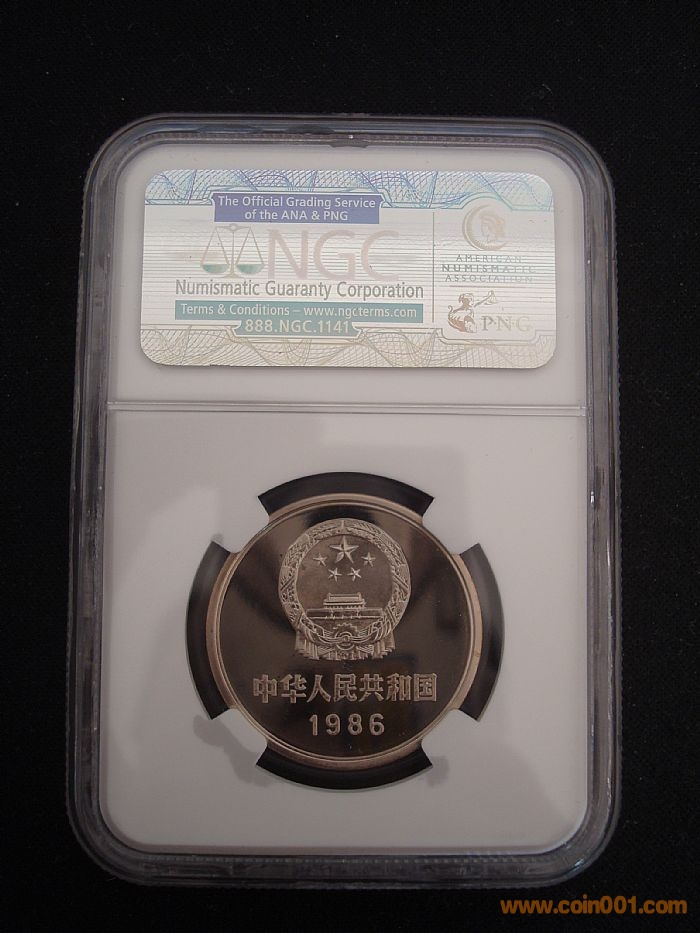 The Official Grading Service
of the ANA & PNG
NGC
Numismatic Guaranty Corporation
Terms & Conditions – www.ngcterms.com
888.NGC.1141
AMERICAN
NUMISMATIC
ASSOCIATION
P·N·G
中华人民共和国
1986
www.coin001.com